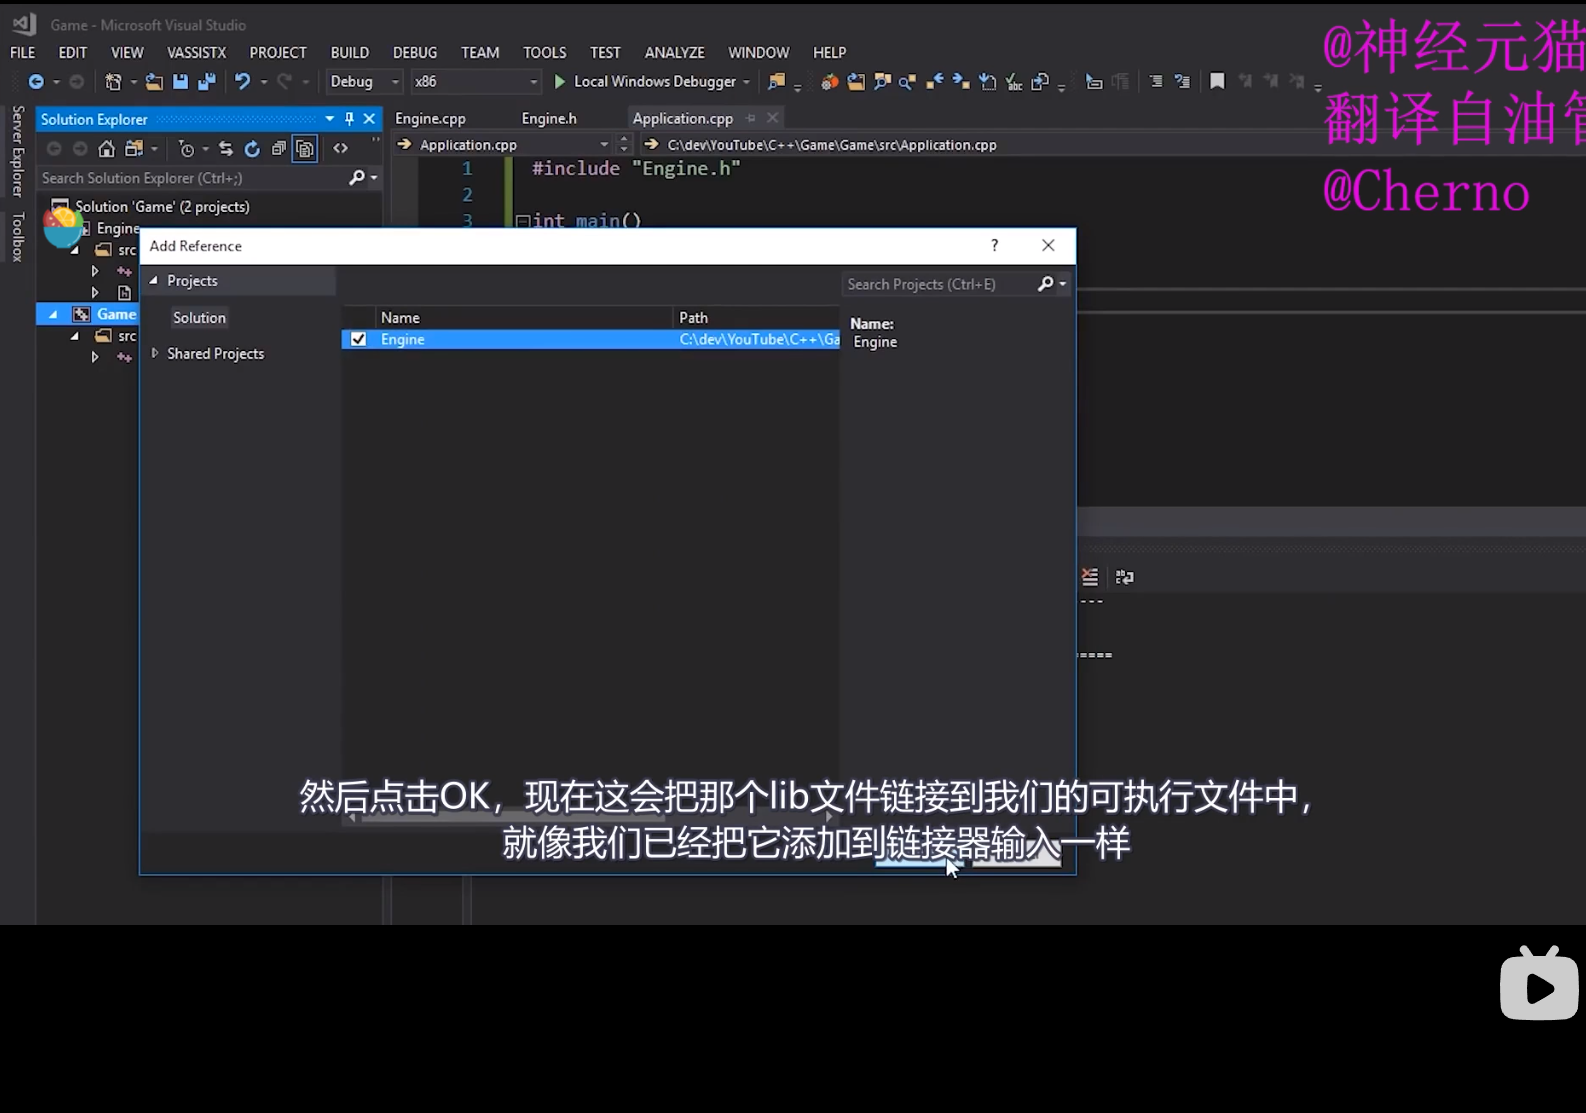 Game - Microsoft Visual Studio
FILE EDIT VIEW VASSISTX PROJECT BUILD DEBUG TEAM TOOLS TEST ANALYZE WINDOW HELP
Debug x86 Local Windows Debugger
@神经元猫
翻译自油管
@Cherno
Server Explorer
Toolbox
Solution Explorer
Search Solution Explorer (Ctrl+;)
Solution 'Game' (2 projects)
Engine
src
Game
src
Engine.cpp Engine.h Application.cpp
Application.cpp C:\dev\YouTube\C++\Game\Game\src\Application.cpp
1 #include "Engine.h"
2
3 int main()
Add Reference ?
Projects
Solution
Shared Projects
Search Projects (Ctrl+E)
Name Path
Engine C:\dev\YouTube\C++\Ga
Name:
Engine
----
====
然后点击OK，现在这会把那个lib文件链接到我们的可执行文件中，
就像我们已经把它添加到链接器输入一样